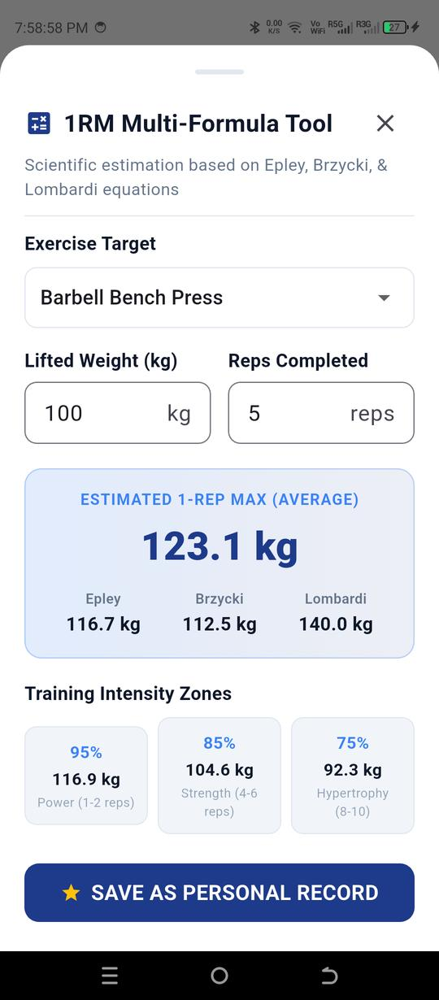 7:58:58 PM
0.00 K/S Vo WiFi R5G R3G 27
1RM Multi-Formula Tool
Scientific estimation based on Epley, Brzycki, &
Lombardi equations
Exercise Target
Barbell Bench Press
Lifted Weight (kg) Reps Completed
100 kg 5 reps
ESTIMATED 1-REP MAX (AVERAGE)
123.1 kg
Epley Brzycki Lombardi
116.7 kg 112.5 kg 140.0 kg
Training Intensity Zones
95% 85% 75%
116.9 kg 104.6 kg 92.3 kg
Power (1-2 reps) Strength (4-6 Hypertrophy
reps) (8-10)
SAVE AS PERSONAL RECORD